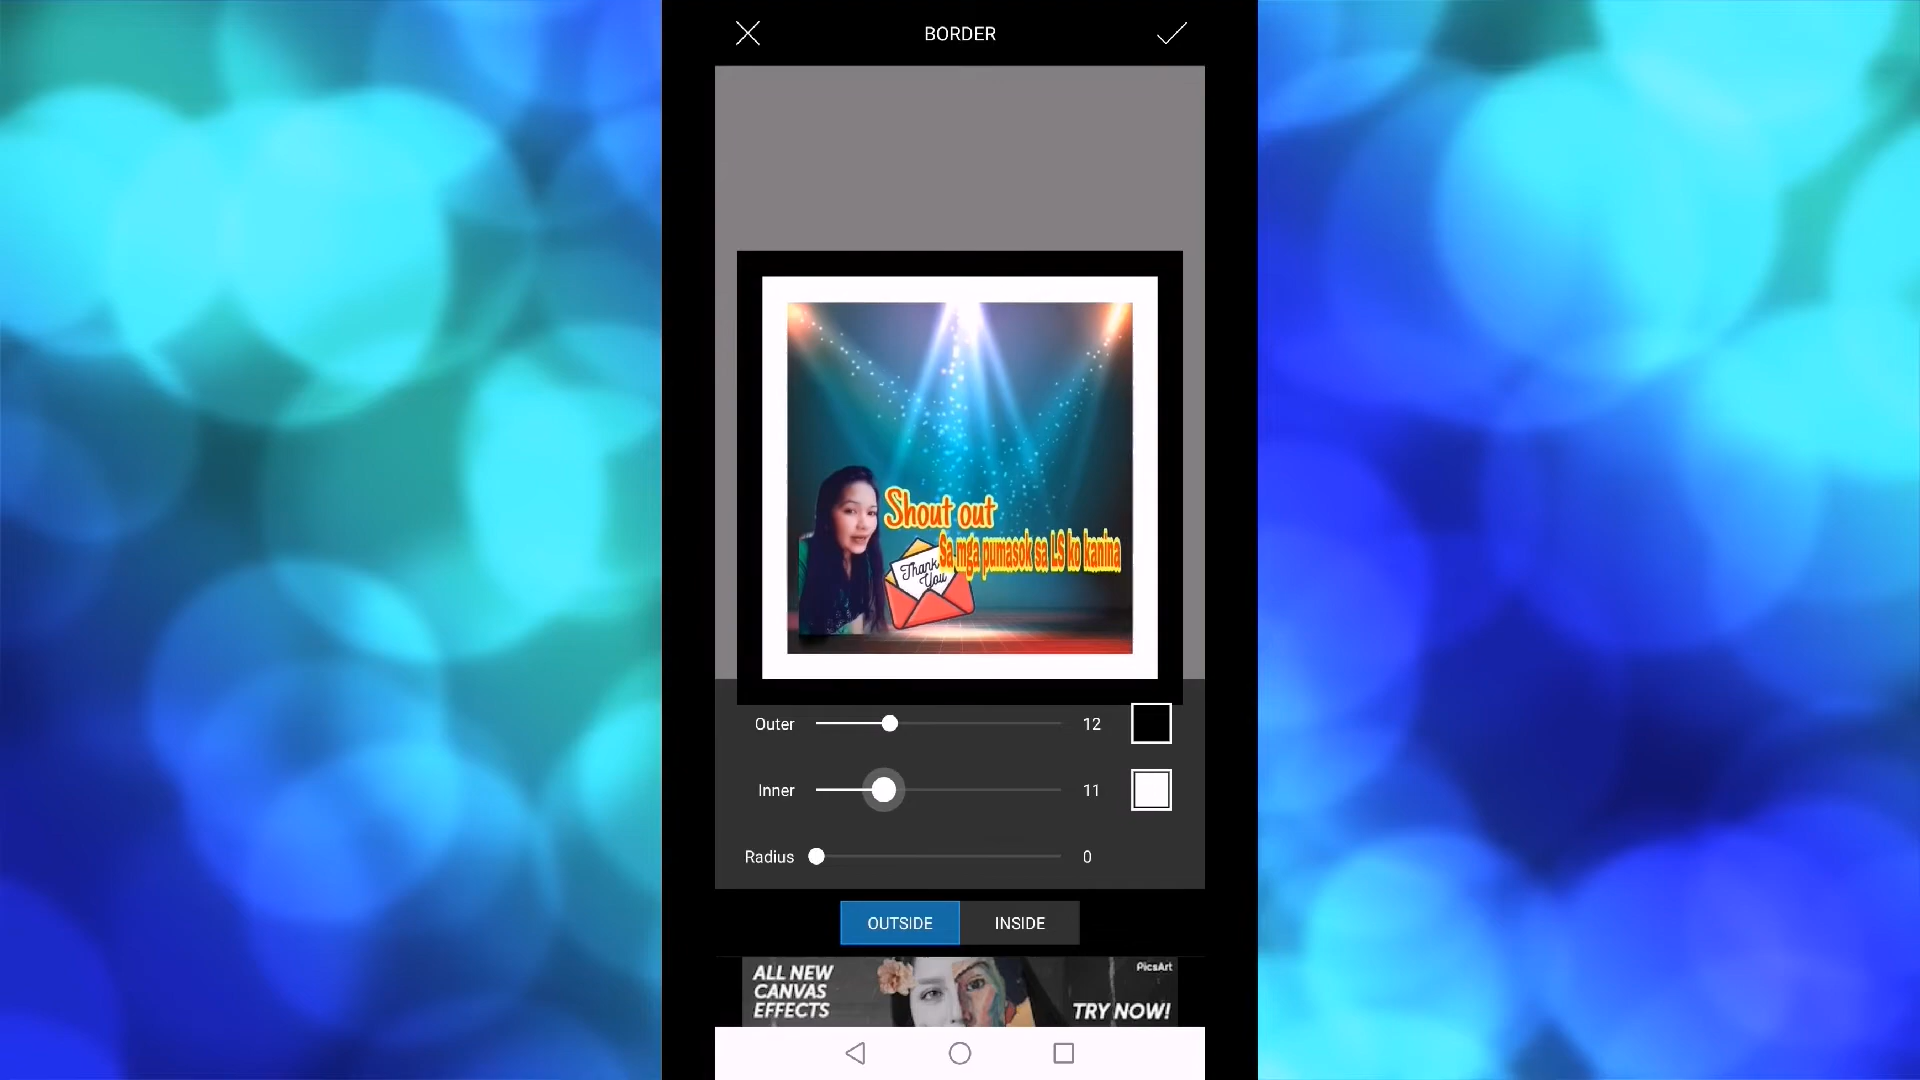 BORDER
Shout out
Sa mga pumasok sa LS ko kanina
Thank
You
Outer 12
Inner 11
Radius 0
OUTSIDE INSIDE
ALL NEW
CANVAS
EFFECTS
PicsArt
TRY NOW!